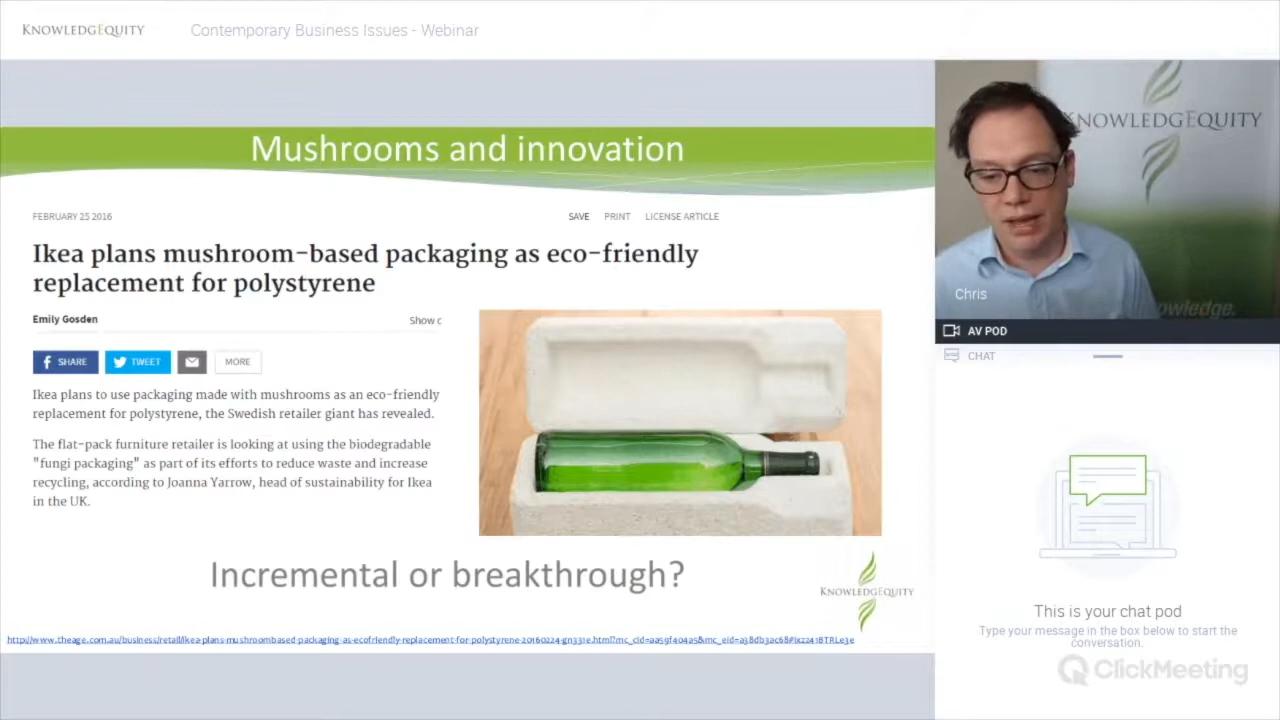 KNOWLEDGEQUITY
Contemporary Business Issues - Webinar
Mushrooms and innovation
FEBRUARY 25 2016
SAVE PRINT LICENSE ARTICLE
Ikea plans mushroom-based packaging as eco-friendly
replacement for polystyrene
Emily Gosden
Show c
SHARE TWEET MORE
Ikea plans to use packaging made with mushrooms as an eco-friendly
replacement for polystyrene, the Swedish retailer giant has revealed.
The flat-pack furniture retailer is looking at using the biodegradable
"fungi packaging" as part of its efforts to reduce waste and increase
recycling, according to Joanna Yarrow, head of sustainability for Ikea
in the UK.
Incremental or breakthrough?
KNOWLEDGEQUITY
KNOWLEDGEQUITY
owledge.
Chris
AV POD
CHAT
This is your chat pod
Type your message in the box below to start the
conversation.
ClickMeeting